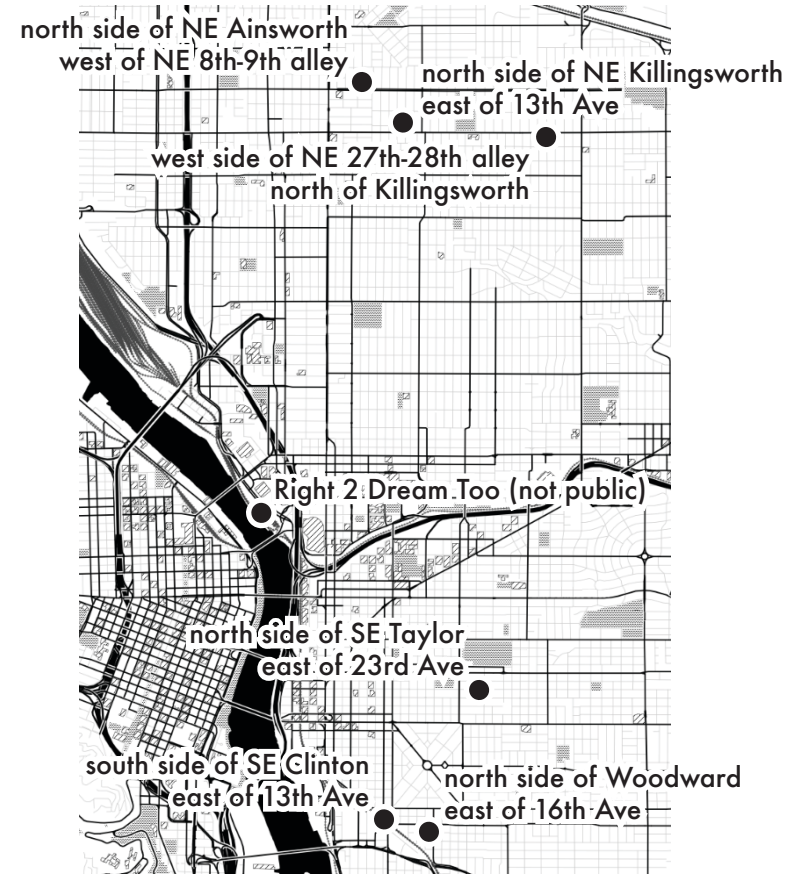 north side of NE Ainsworth
west of NE 8th-9th alley
north side of NE Killingsworth
east of 13th Ave
west side of NE 27th-28th alley
north of Killingsworth
Right 2 Dream Too (not public)
north side of SE Taylor
east of 23rd Ave
south side of SE Clinton
east of 13th Ave
north side of Woodward
east of 16th Ave